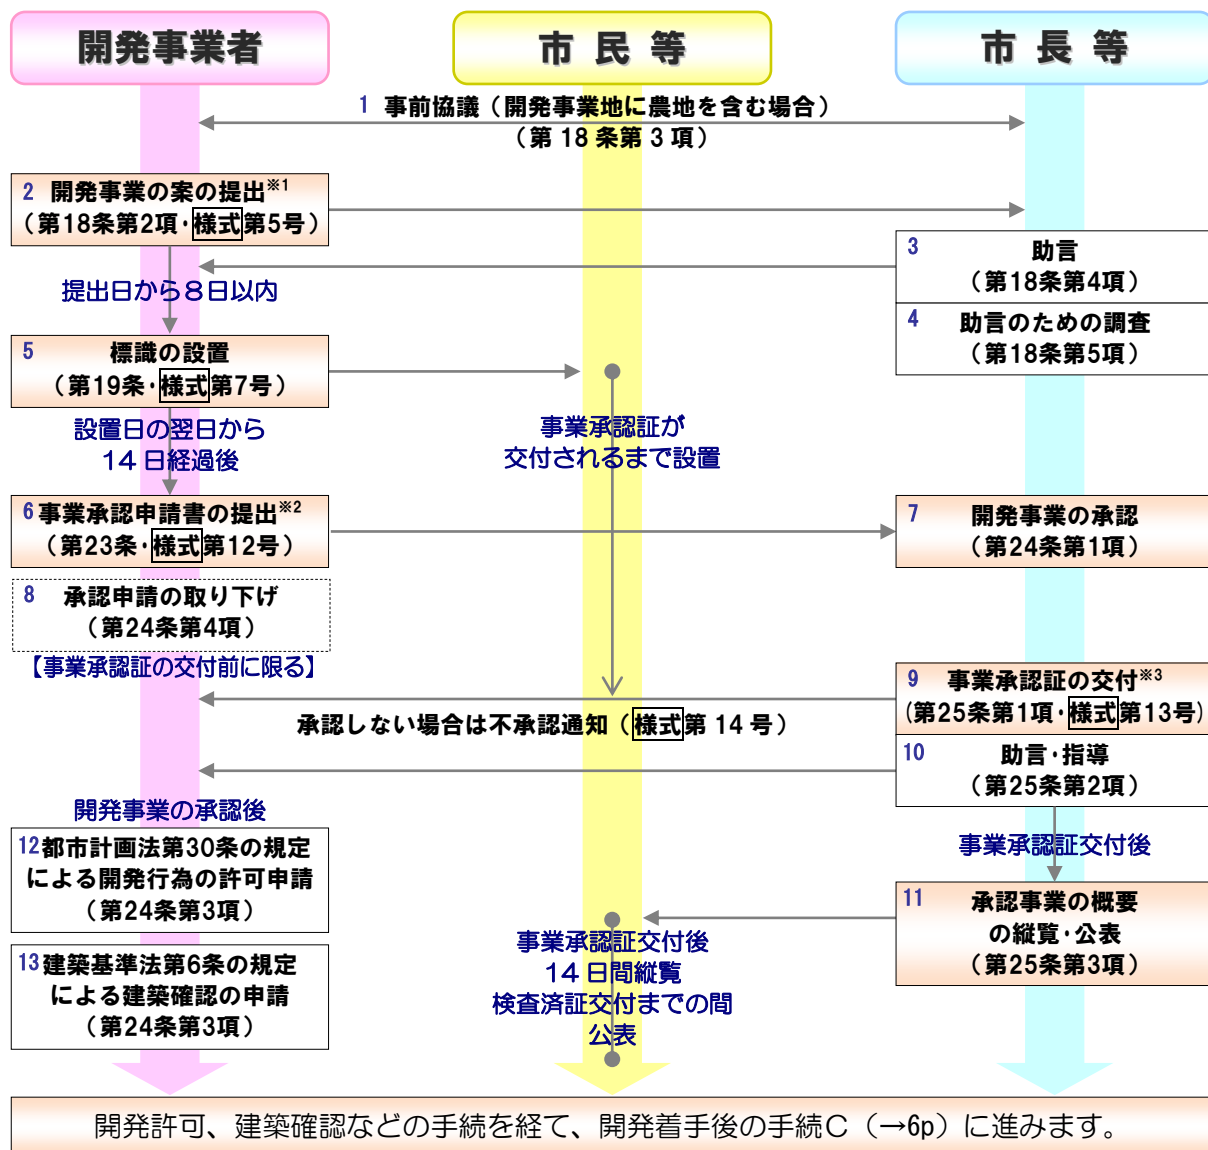 開発事業者
市民等
市長等
1 事前協議（開発事業地に農地を含む場合）
（第18条第3項）
2 開発事業の案の提出※1
（第18条第2項・様式第5号）
3 助言
（第18条第4項）
提出日から８日以内
4 助言のための調査
（第18条第5項）
5 標識の設置
（第19条・様式第7号）
設置日の翌日から
14日経過後
事業承認証が
交付されるまで設置
6 事業承認申請書の提出※2
（第23条・様式第12号）
7 開発事業の承認
（第24条第1項）
8 承認申請の取り下げ
（第24条第4項）
【事業承認証の交付前に限る】
9 事業承認証の交付※3
（第25条第1項・様式第13号）
承認しない場合は不承認通知（様式第14号）
10 助言・指導
（第25条第2項）
開発事業の承認後
12 都市計画法第30条の規定
による開発行為の許可申請
（第24条第3項）
事業承認証交付後
11 承認事業の概要
の縦覧・公表
（第25条第3項）
事業承認証交付後
14日間縦覧
検査済証交付までの間
公表
13 建築基準法第6条の規定
による建築確認の申請
（第24条第3項）
開発許可、建築確認などの手続を経て、開発着手後の手続Ｃ（→6p）に進みます。